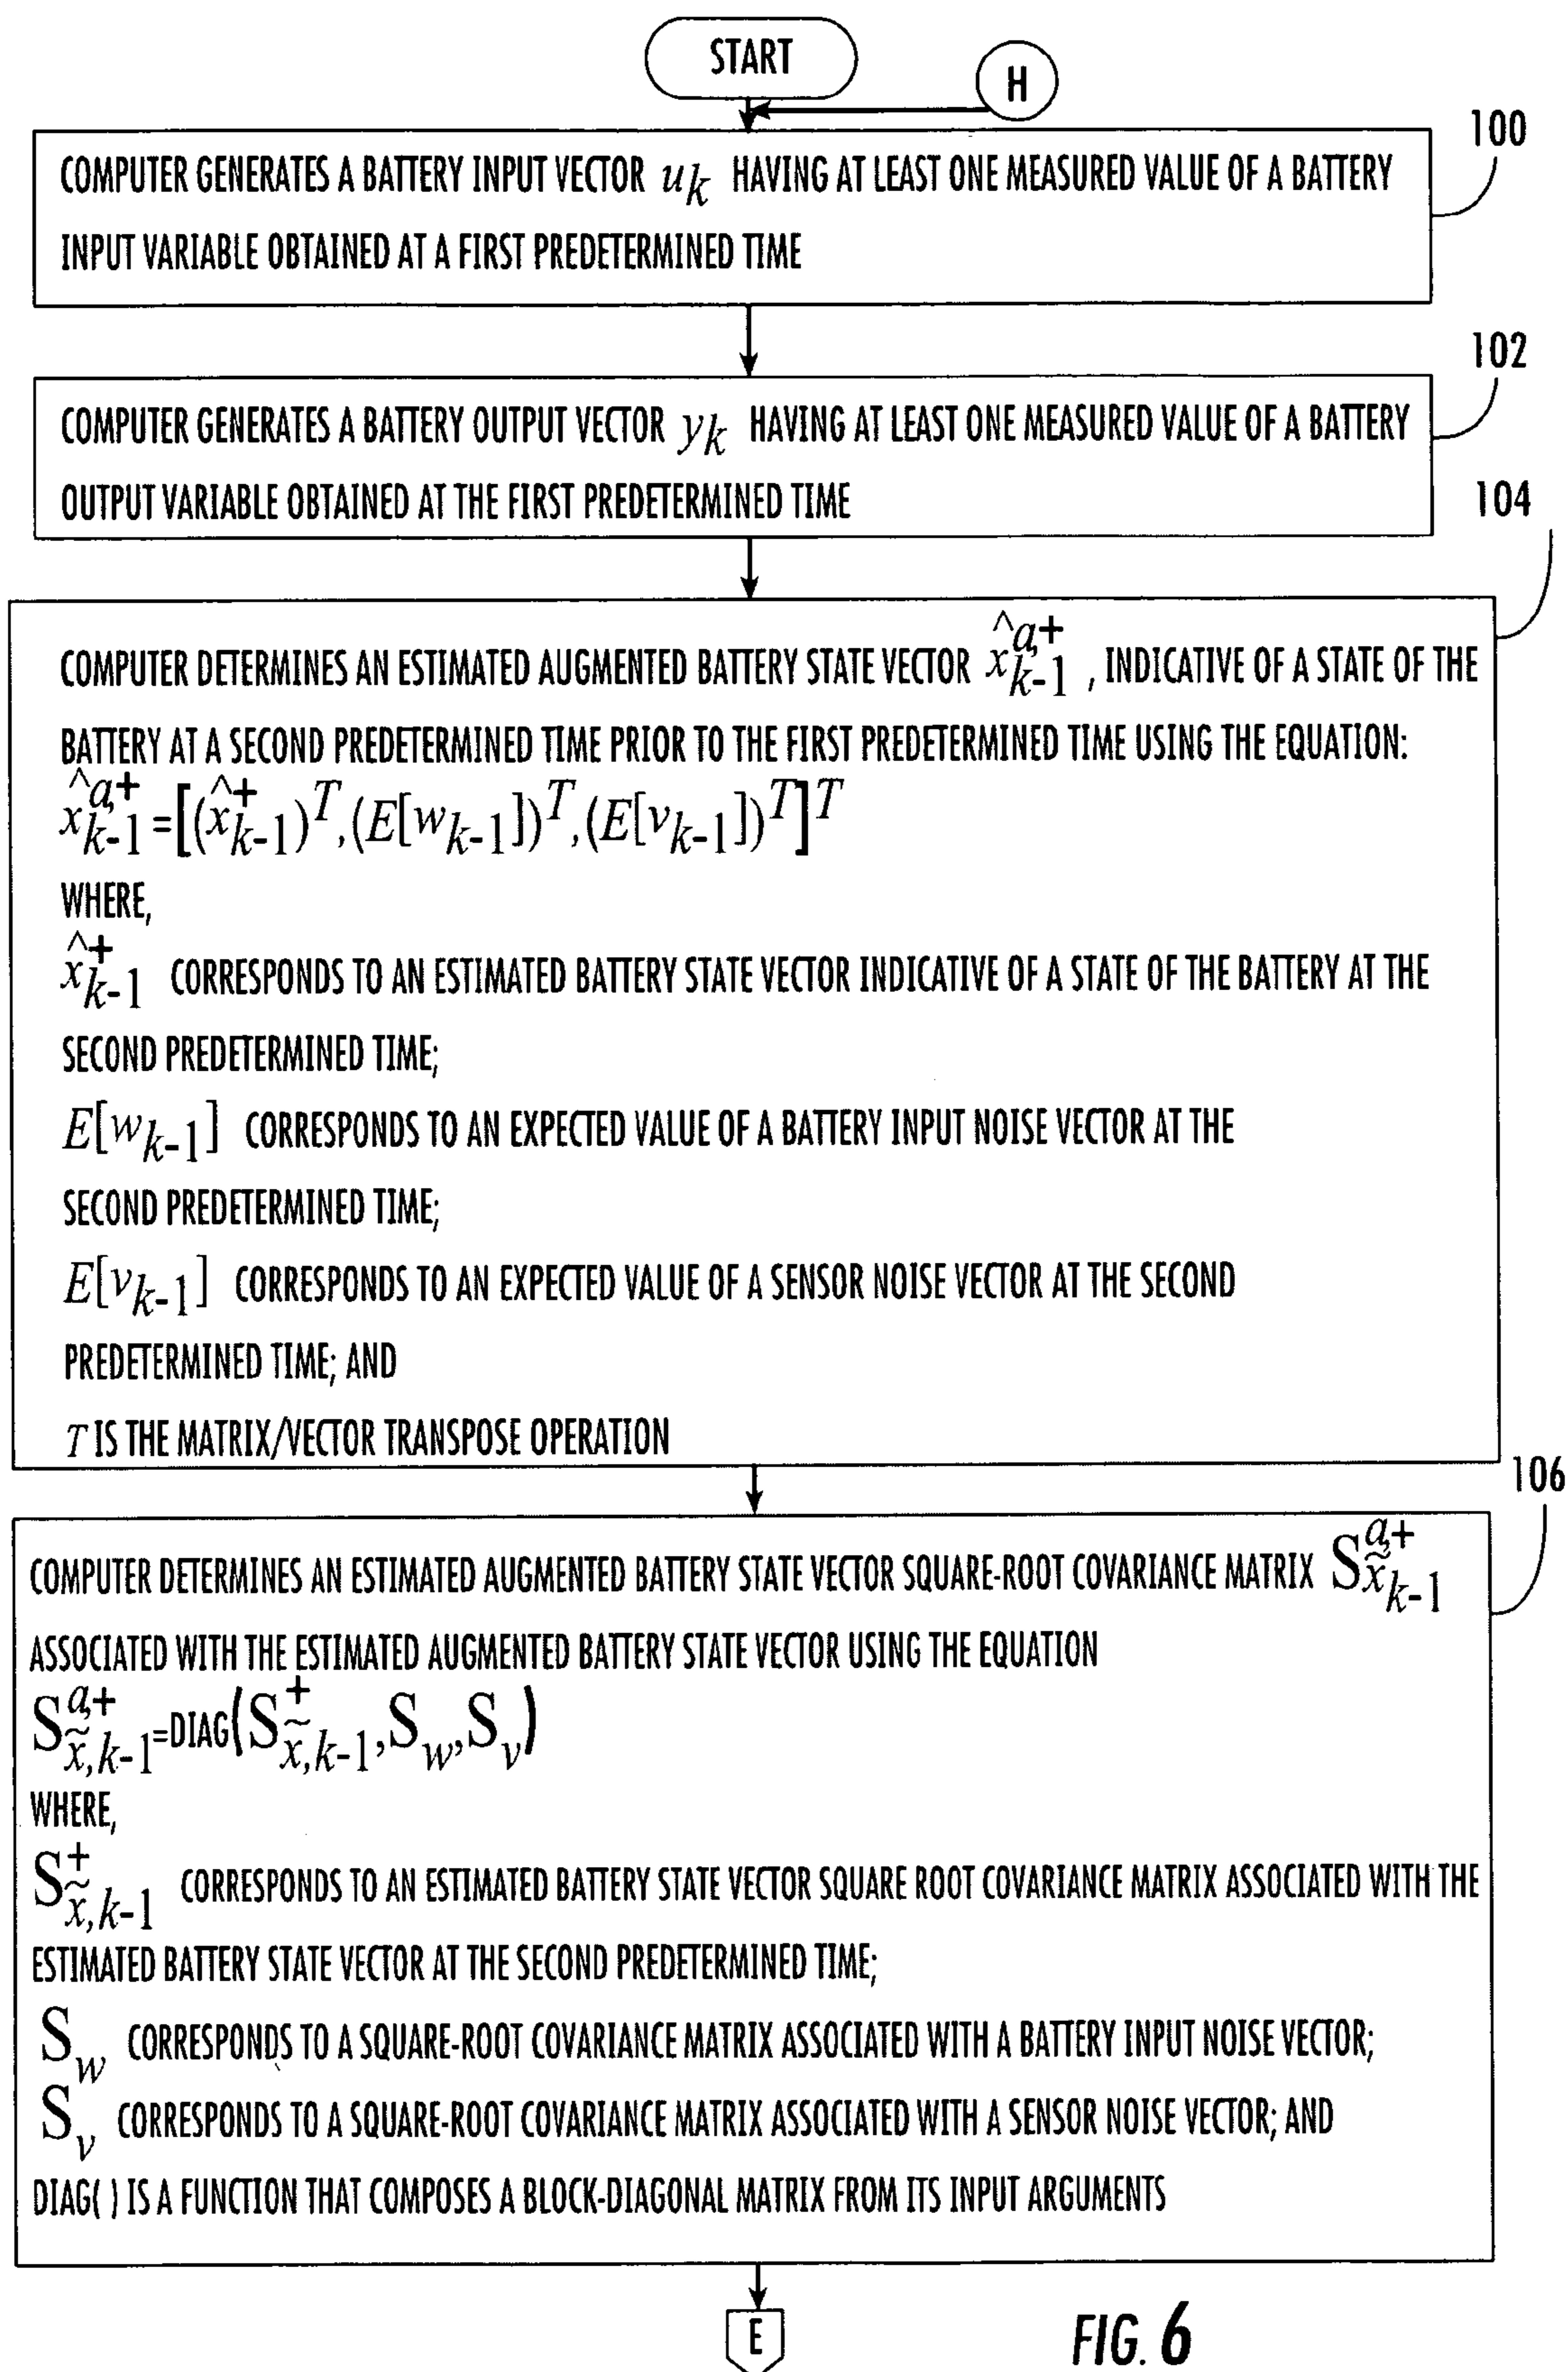 START
H
100
COMPUTER GENERATES A BATTERY INPUT VECTOR u_k HAVING AT LEAST ONE MEASURED VALUE OF A BATTERY
INPUT VARIABLE OBTAINED AT A FIRST PREDETERMINED TIME
102
COMPUTER GENERATES A BATTERY OUTPUT VECTOR y_k HAVING AT LEAST ONE MEASURED VALUE OF A BATTERY
OUTPUT VARIABLE OBTAINED AT THE FIRST PREDETERMINED TIME
104
COMPUTER DETERMINES AN ESTIMATED AUGMENTED BATTERY STATE VECTOR \hat{x}_{k-1}^{a,+} , INDICATIVE OF A STATE OF THE
BATTERY AT A SECOND PREDETERMINED TIME PRIOR TO THE FIRST PREDETERMINED TIME USING THE EQUATION:
\hat{x}_{k-1}^{a,+}=[(\hat{x}_{k-1}^{+})^T,(E[w_{k-1}])^T,(E[v_{k-1}])^T]^T
WHERE,
\hat{x}_{k-1}^{+} CORRESPONDS TO AN ESTIMATED BATTERY STATE VECTOR INDICATIVE OF A STATE OF THE BATTERY AT THE
SECOND PREDETERMINED TIME;
E[w_{k-1}] CORRESPONDS TO AN EXPECTED VALUE OF A BATTERY INPUT NOISE VECTOR AT THE
SECOND PREDETERMINED TIME;
E[v_{k-1}] CORRESPONDS TO AN EXPECTED VALUE OF A SENSOR NOISE VECTOR AT THE SECOND
PREDETERMINED TIME; AND
T IS THE MATRIX/VECTOR TRANSPOSE OPERATION
106
COMPUTER DETERMINES AN ESTIMATED AUGMENTED BATTERY STATE VECTOR SQUARE-ROOT COVARIANCE MATRIX S_{\tilde{x}_{k-1}}^{a,+}
ASSOCIATED WITH THE ESTIMATED AUGMENTED BATTERY STATE VECTOR USING THE EQUATION
S_{\tilde{x},k-1}^{a,+}=DIAG(S_{\tilde{x},k-1}^{+},S_w,S_v)
WHERE,
S_{\tilde{x},k-1}^{+} CORRESPONDS TO AN ESTIMATED BATTERY STATE VECTOR SQUARE ROOT COVARIANCE MATRIX ASSOCIATED WITH THE
ESTIMATED BATTERY STATE VECTOR AT THE SECOND PREDETERMINED TIME;
S_w CORRESPONDS TO A SQUARE-ROOT COVARIANCE MATRIX ASSOCIATED WITH A BATTERY INPUT NOISE VECTOR;
S_v CORRESPONDS TO A SQUARE-ROOT COVARIANCE MATRIX ASSOCIATED WITH A SENSOR NOISE VECTOR; AND
DIAG( ) IS A FUNCTION THAT COMPOSES A BLOCK-DIAGONAL MATRIX FROM ITS INPUT ARGUMENTS
E
FIG. 6